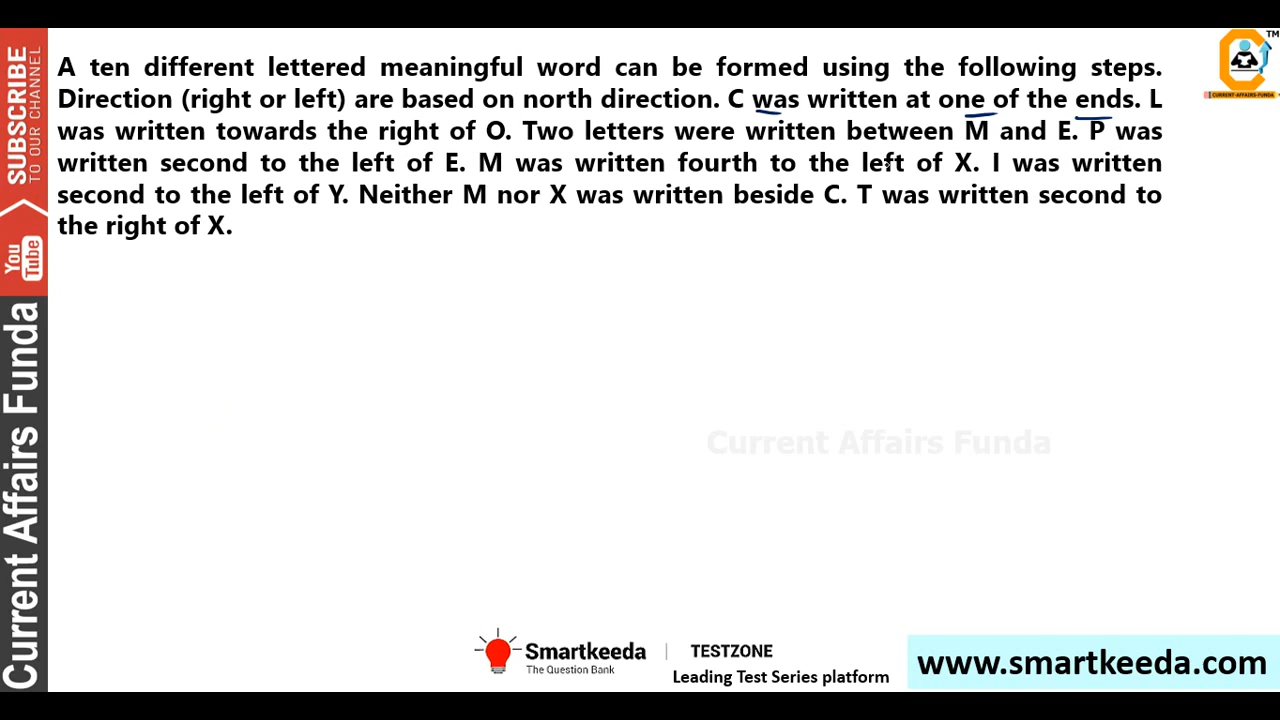 A ten different lettered meaningful word can be formed using the following steps.
Direction (right or left) are based on north direction. C was written at one of the ends. L
was written towards the right of O. Two letters were written between M and E. P was
written second to the left of E. M was written fourth to the left of X. I was written
second to the left of Y. Neither M nor X was written beside C. T was written second to
the right of X.
SUBSCRIBE
TO OUR CHANNEL
You
Tube
Current Affairs Funda
TM
CURRENT-AFFAIRS-FUNDA
Current Affairs Funda
Smartkeeda
The Question Bank
TESTZONE
Leading Test Series platform
www.smartkeeda.com